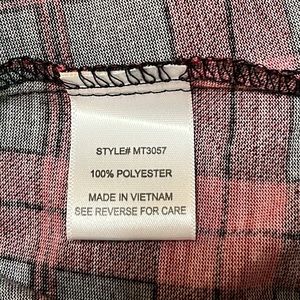 STYLE# MT3057
100% POLYESTER
MADE IN VIETNAM
SEE REVERSE FOR CARE